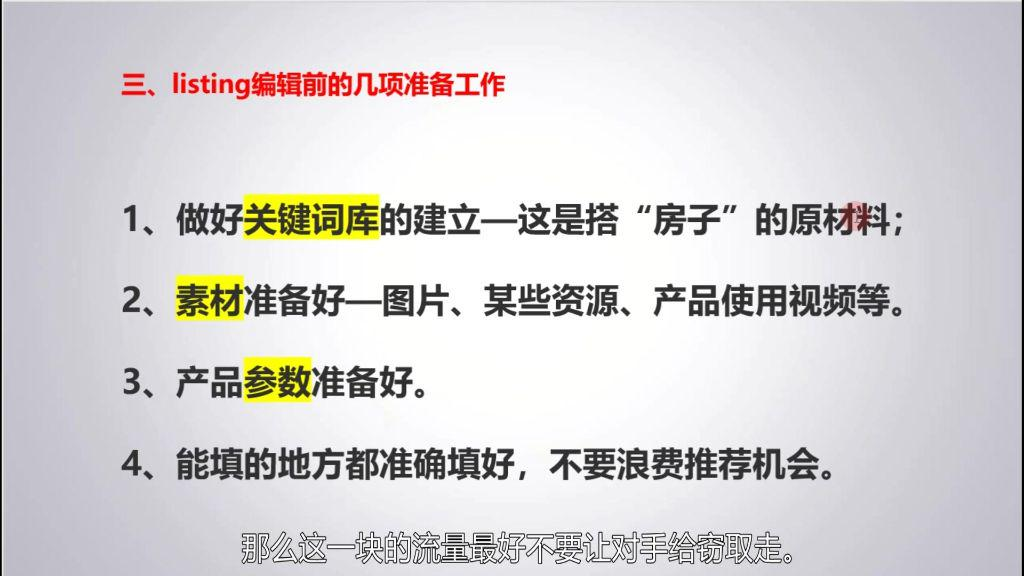 三、listing编辑前的几项准备工作
1、做好关键词库的建立—这是搭“房子”的原材料；
2、素材准备好—图片、某些资源、产品使用视频等。
3、产品参数准备好。
4、能填的地方都准确填好，不要浪费推荐机会。
那么这一块的流量最好不要让对手给窃取走。